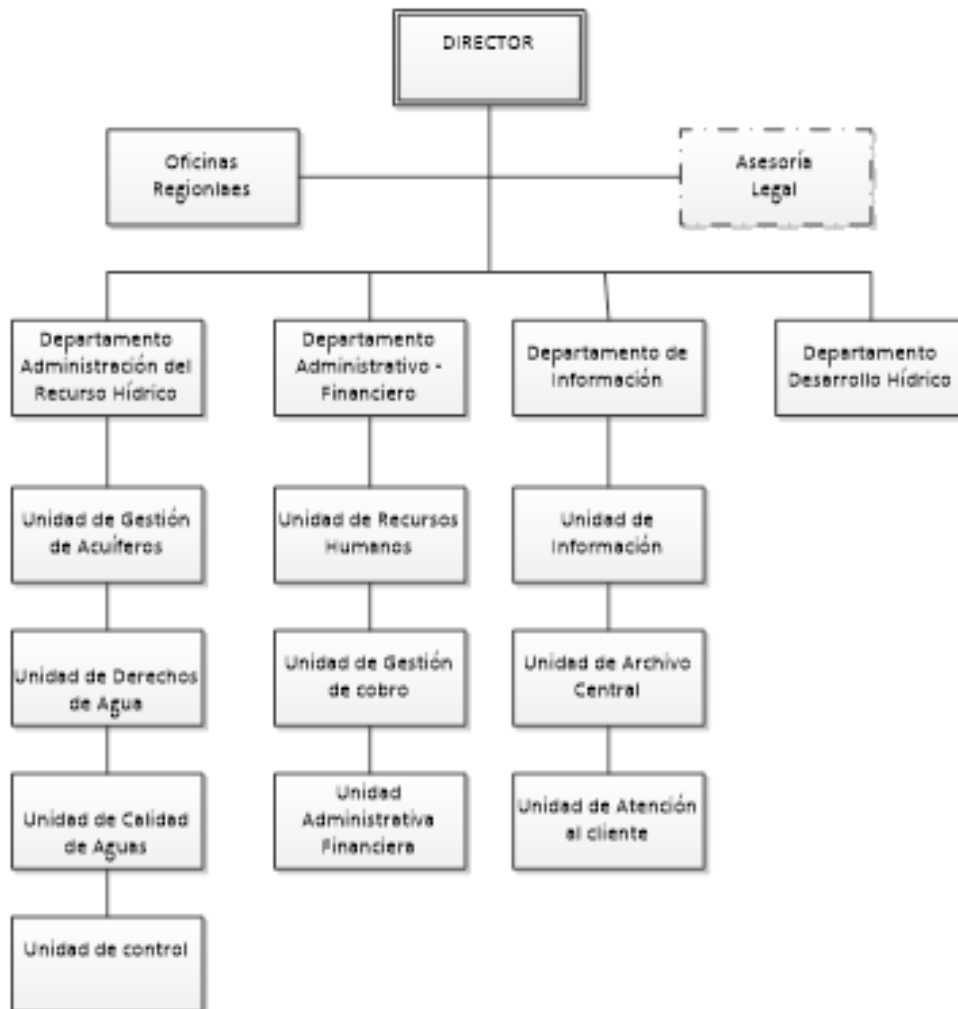 DIRECTOR
Oficinas
Regionlaes
Asesoría
Legal
Departamento
Administración del
Recurso Hídrico
Departamento
Administrativo -
Financiero
Departamento de
Información
Departamento
Desarrollo Hídrico
Unidad de Gestión
de Acuíferos
Unidad de Recursos
Humanos
Unidad de
Información
Unidad de Derechos
de Agua
Unidad de Gestión
de cobro
Unidad de Archivo
Central
Unidad de Calidad
de Aguas
Unidad
Administrativa
Financiera
Unidad de Atención
al cliente
Unidad de control